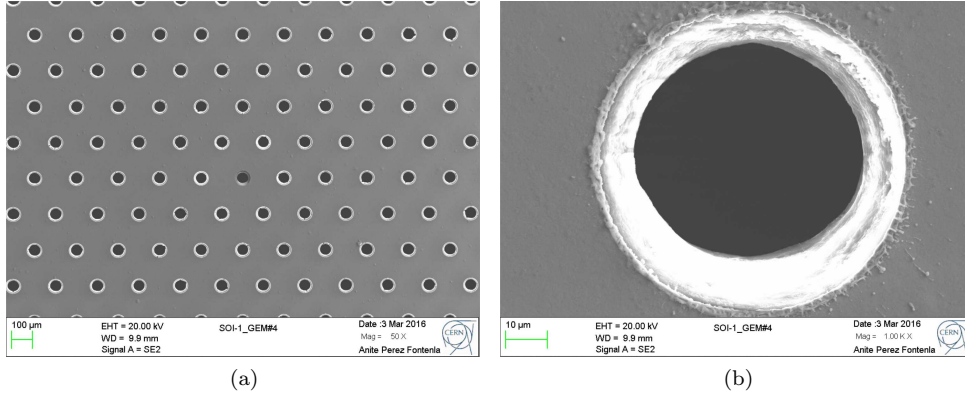 100 µm
EHT = 20.00 kV
WD = 9.9 mm
Signal A = SE2
SOI-1_GEM#4
Date :3 Mar 2016
Mag = 50 X
Anite Perez Fontenla
CERN
10 µm
EHT = 20.00 kV
WD = 9.9 mm
Signal A = SE2
SOI-1_GEM#4
Date :3 Mar 2016
Mag = 1.00 K X
Anite Perez Fontenla
CERN
(a)
(b)